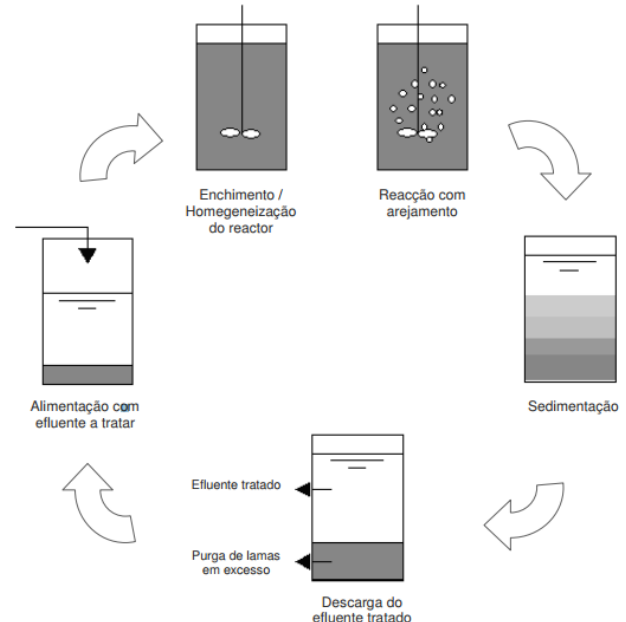 Enchimento /
Homegeneização
do reactor
Reacção com
arejamento
Alimentação com
efluente a tratar
Sedimentação
Efluente tratado
Purga de lamas
em excesso
Descarga do
efluente tratado